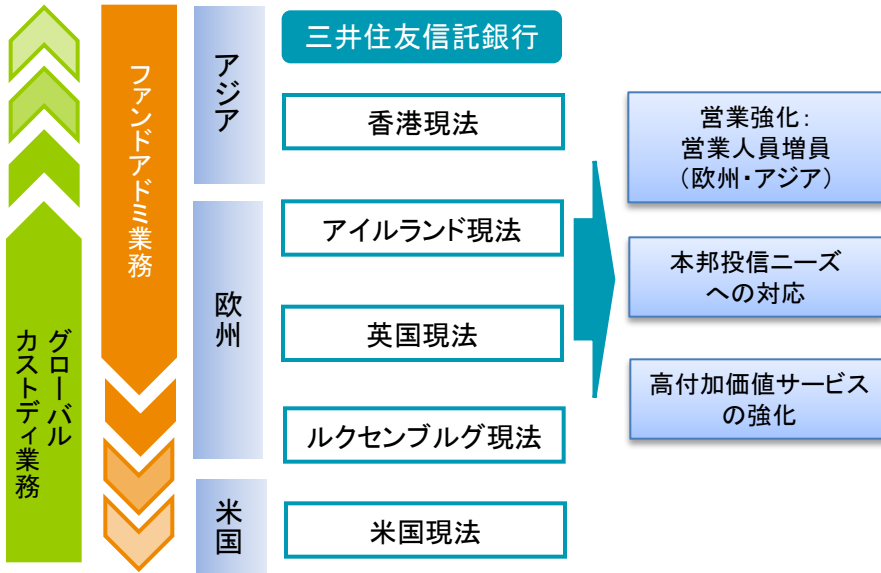 グローバル
カストディ業務
ファンドアドミ業務
アジア
欧州
米国
三井住友信託銀行
香港現法
アイルランド現法
英国現法
ルクセンブルグ現法
米国現法
営業強化：
営業人員増員
（欧州・アジア）
本邦投信ニーズ
への対応
高付加価値サービス
の強化